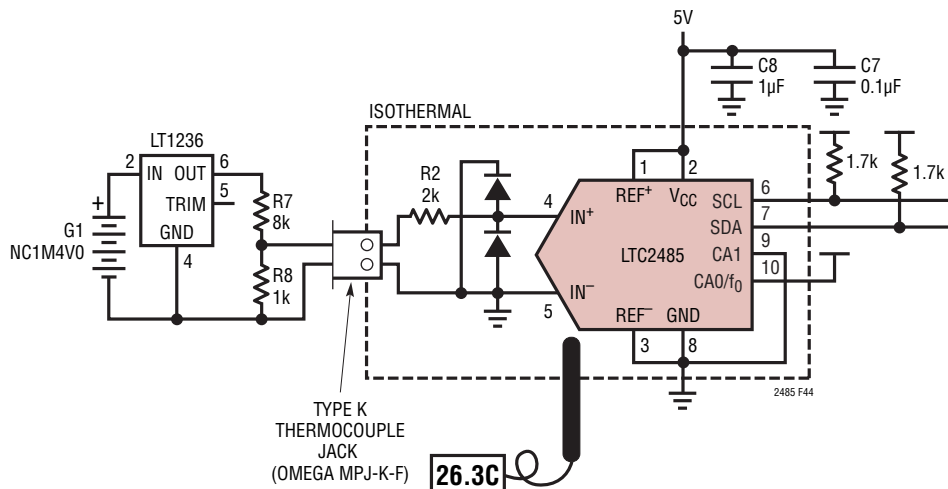 5V
C8
1µF
C7
0.1µF
ISOTHERMAL
LT1236
2
IN
OUT
6
TRIM
5
GND
4
+
G1
NC1M4V0
R7
8k
R8
1k
R2
2k
1.7k
1.7k
1
2
REF+
VCC
4
IN+
LTC2485
IN–
5
REF–
GND
3
8
SCL
6
SDA
7
CA1
9
CA0/f0
10
2485 F44
TYPE K
THERMOCOUPLE
JACK
(OMEGA MPJ-K-F)
26.3C